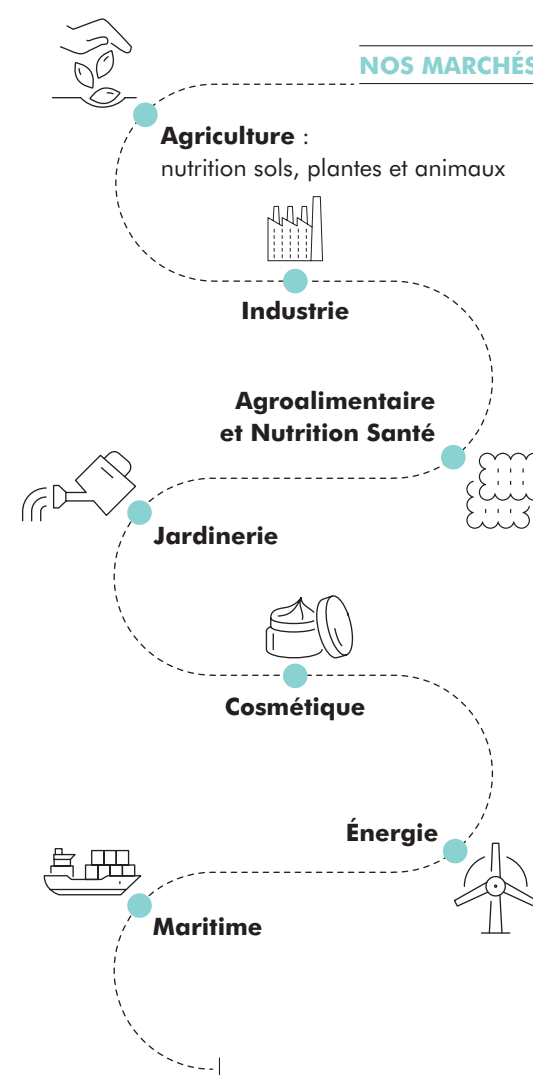 NOS MARCHÉS
Agriculture :
nutrition sols, plantes et animaux
Industrie
Agroalimentaire
et Nutrition Santé
Jardinerie
Cosmétique
Énergie
Maritime